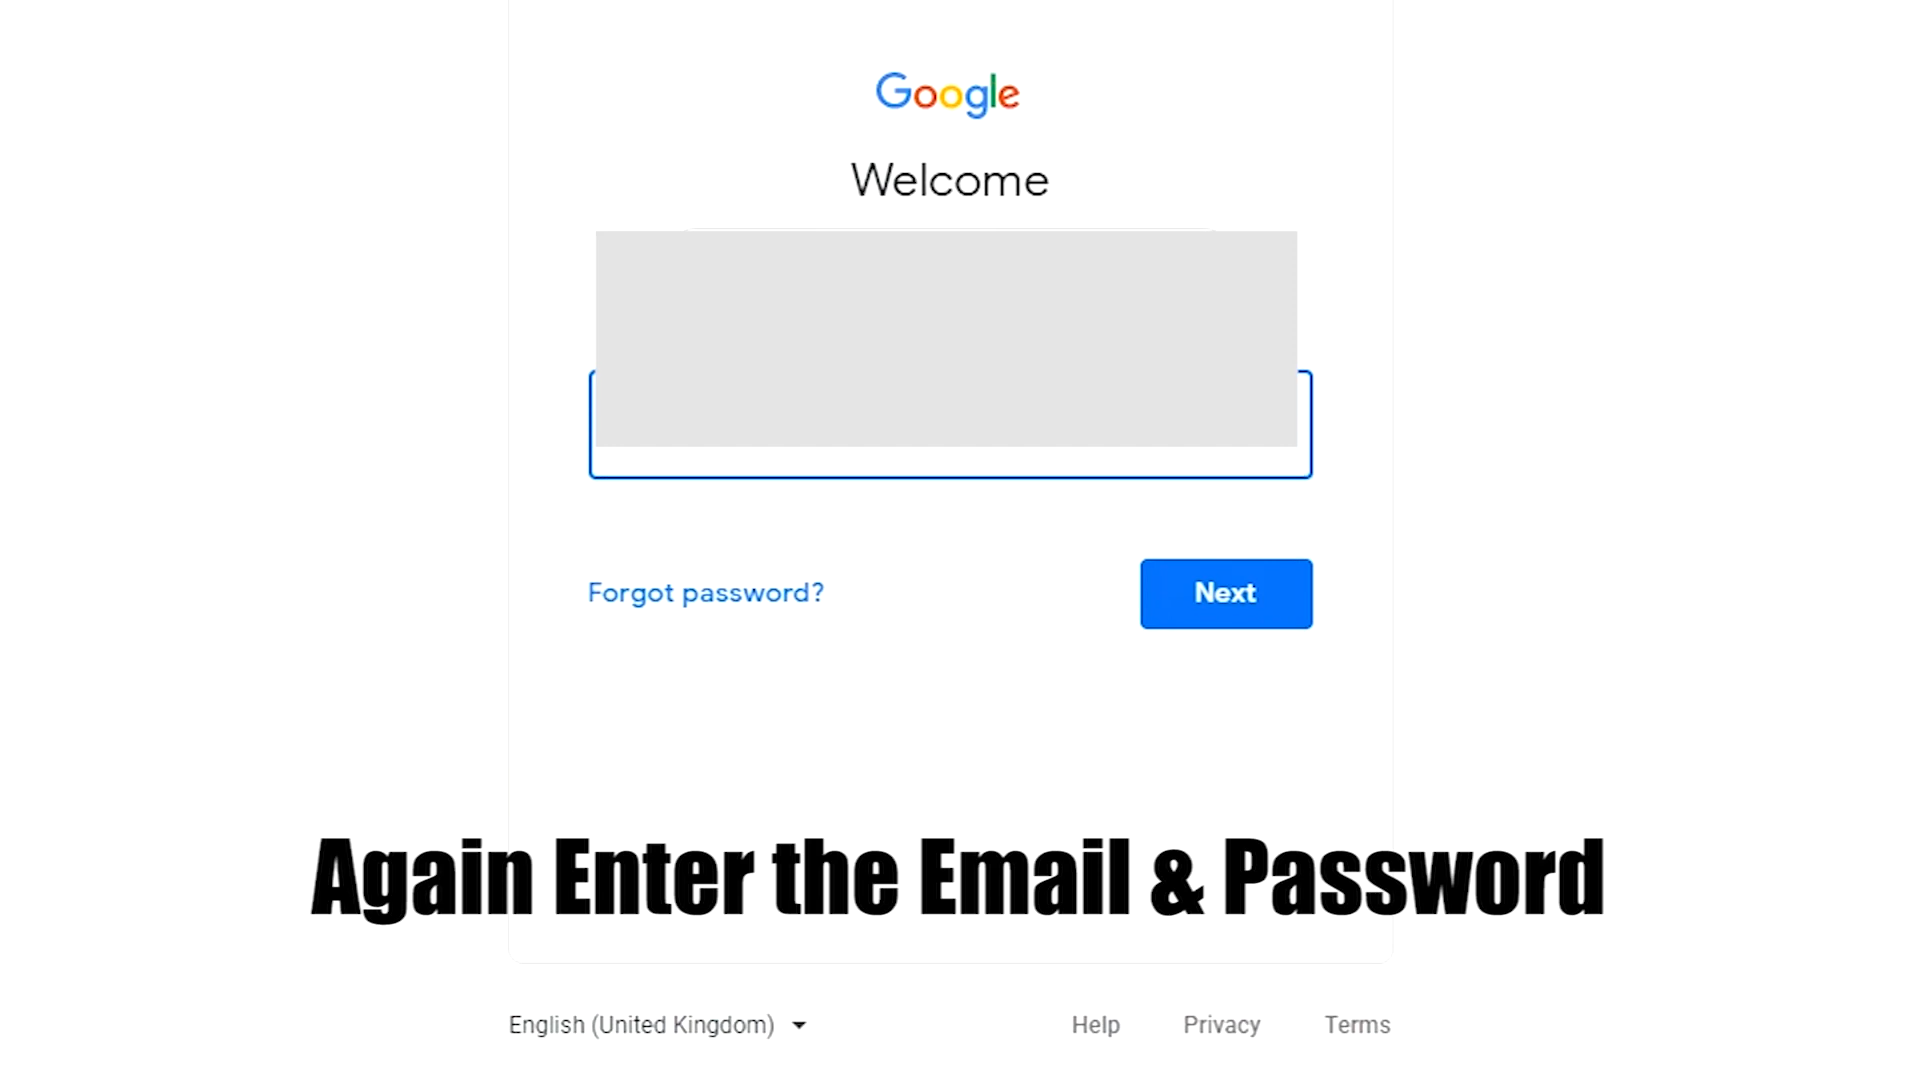 Google
Welcome
Forgot password?
Next
Again Enter the Email & Password
English (United Kingdom)
Help
Privacy
Terms